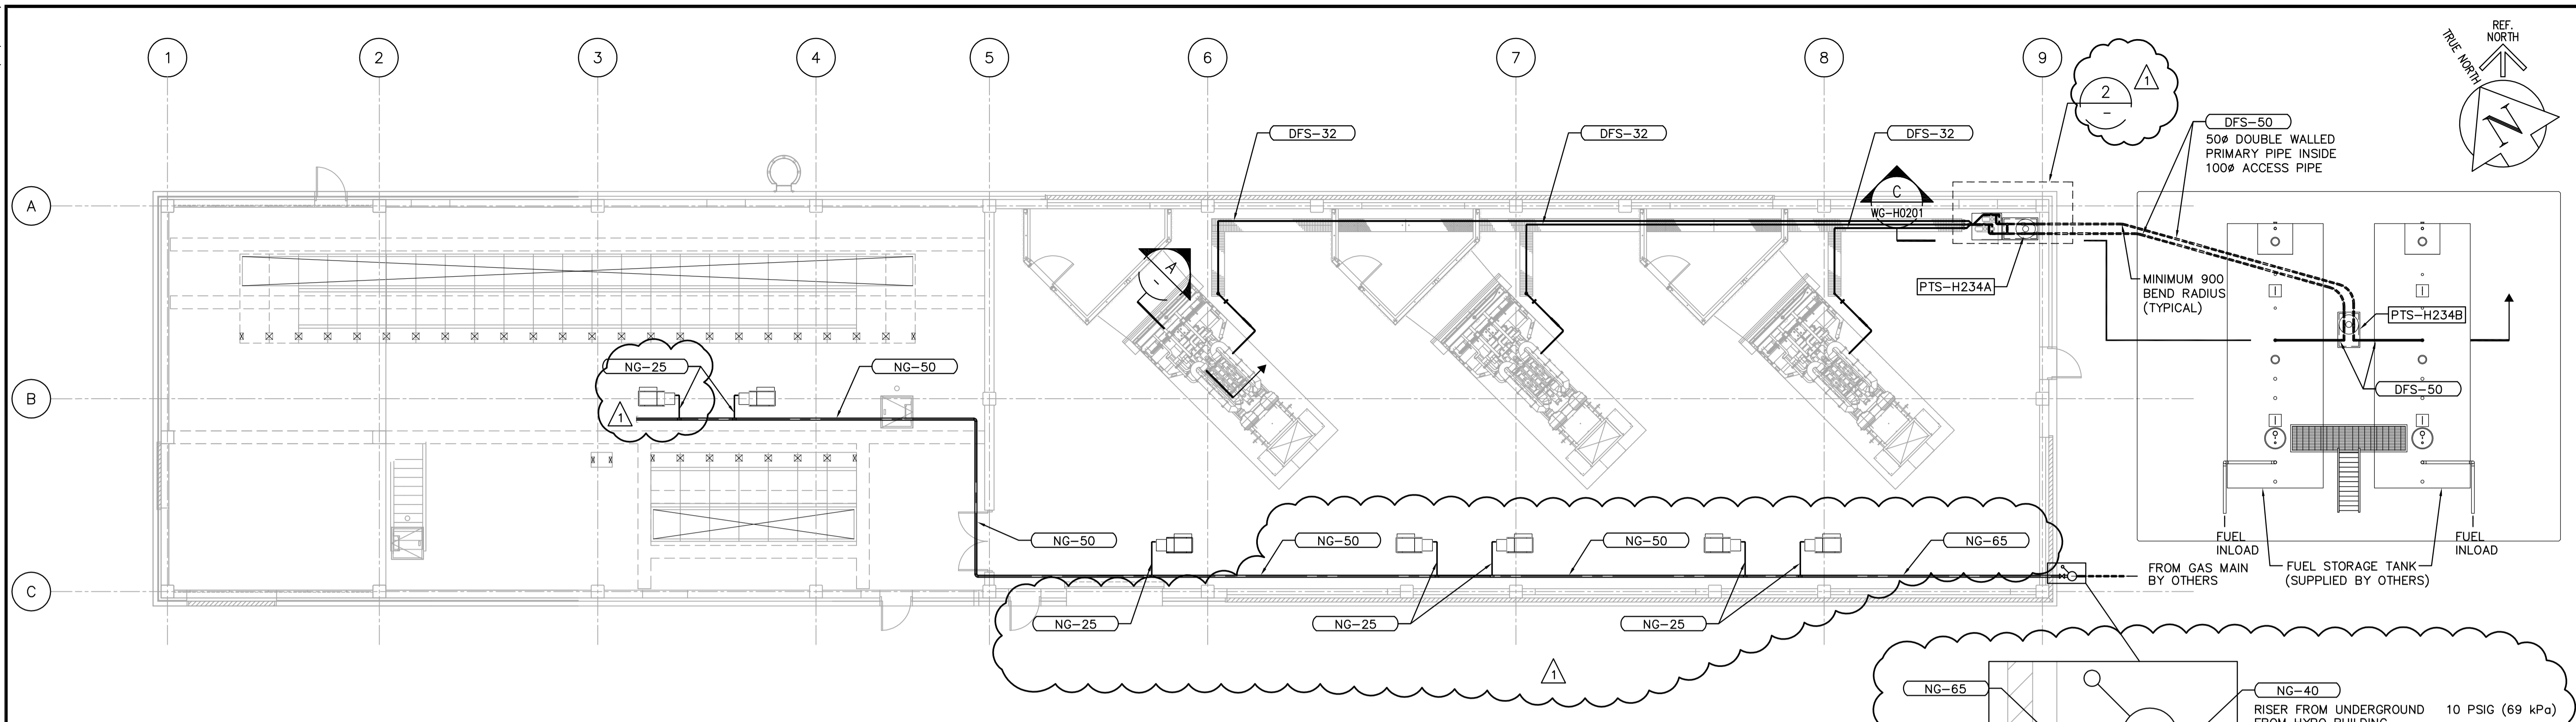 1
2
3
4
5
6
7
8
9
2
-
1
REF.
NORTH
TRUE NORTH
N
DFS-32
DFS-32
DFS-32
DFS-50
50ø DOUBLE WALLED
PRIMARY PIPE INSIDE
100ø ACCESS PIPE
A
C
WG-H0201
A
-
PTS-H234A
MINIMUM 900
BEND RADIUS
(TYPICAL)
PTS-H234B
NG-25
NG-50
DFS-50
B
1
NG-50
NG-50
NG-50
NG-65
FUEL
INLOAD
FUEL
INLOAD
C
FROM GAS MAIN
BY OTHERS
FUEL STORAGE TANK
(SUPPLIED BY OTHERS)
NG-25
NG-25
NG-25
1
NG-65
NG-40
RISER FROM UNDERGROUND 10 PSIG (69 kPa)
FROM HYRO BUILDING